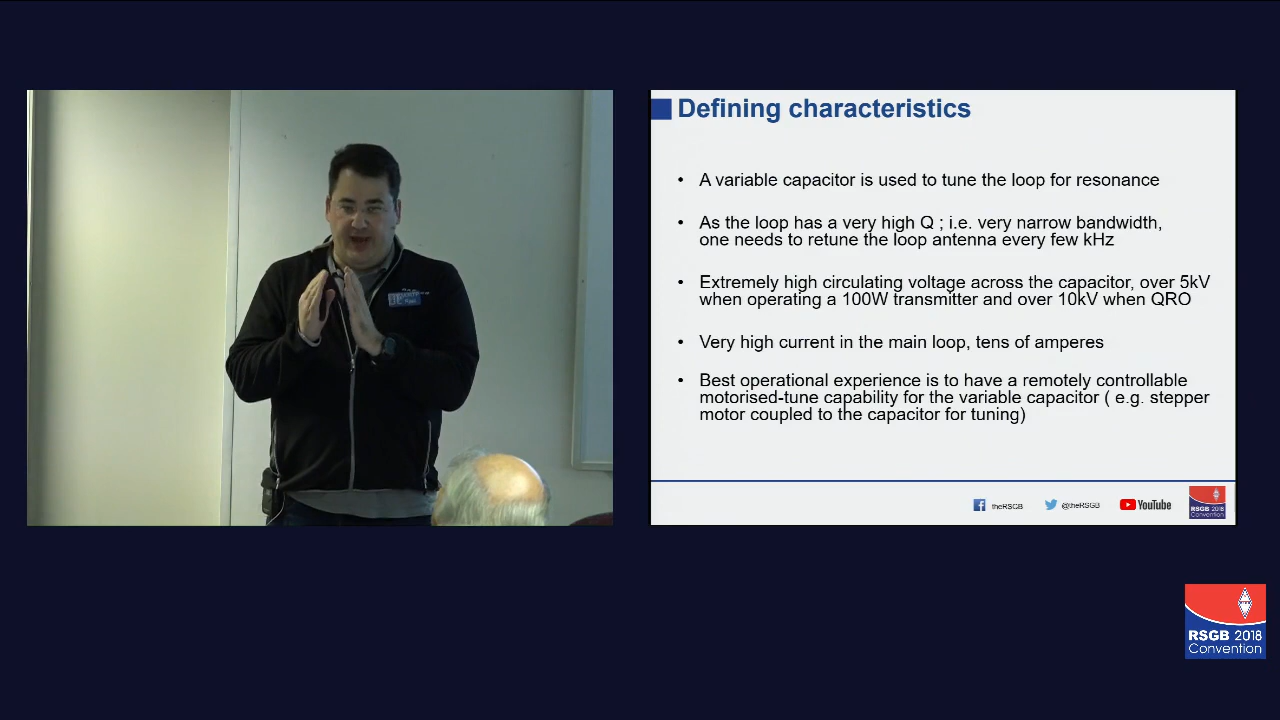 Defining characteristics
• A variable capacitor is used to tune the loop for resonance
• As the loop has a very high Q ; i.e. very narrow bandwidth,
one needs to retune the loop antenna every few kHz
• Extremely high circulating voltage across the capacitor, over 5kV
when operating a 100W transmitter and over 10kV when QRO
• Very high current in the main loop, tens of amperes
• Best operational experience is to have a remotely controllable
motorised-tune capability for the variable capacitor ( e.g. stepper
motor coupled to the capacitor for tuning)
theRSGB
@theRSGB
YouTube
RSGB 2018
Convention
RSGB 2018
Convention